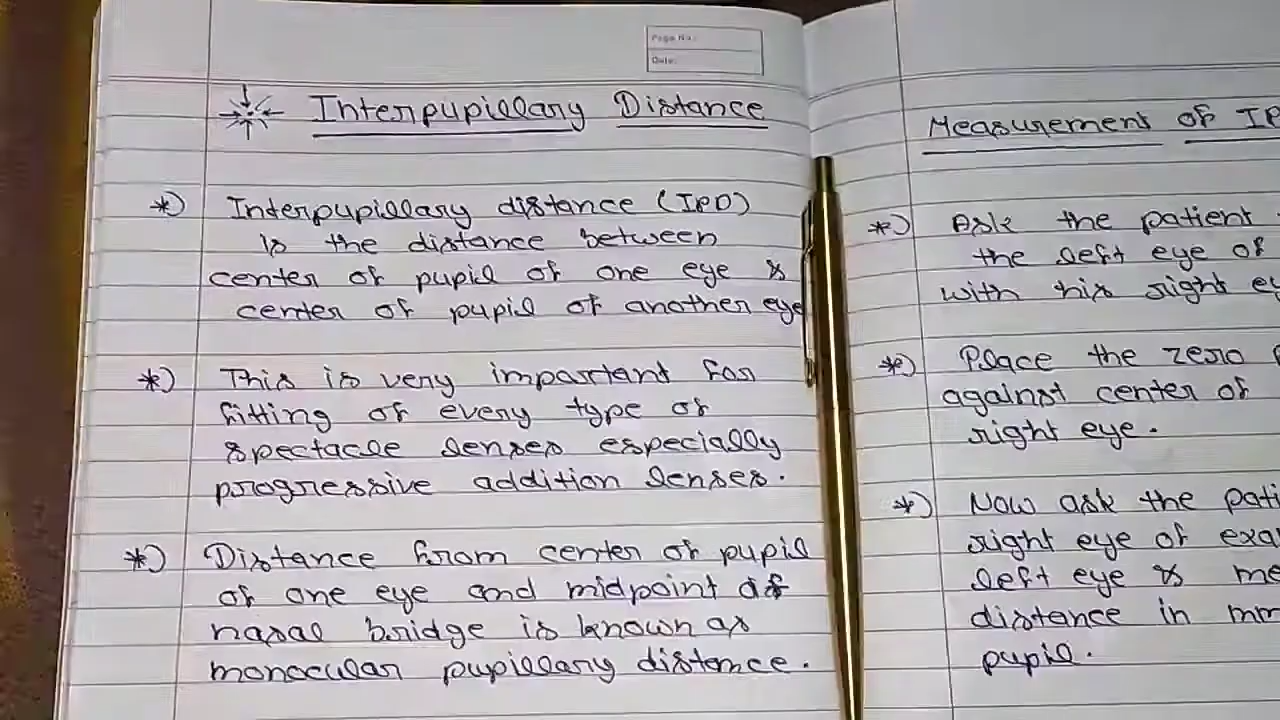 Page No.:
Date:
Interpupillary Distance
*) Interpupillary distance (IPD)
is the distance between
center of pupil of one eye &
center of pupil of another eye
*) This is very important for
fitting of every type of
spectacle lenses especially
progressive addition lenses.
*) Distance from center of pupil
of one eye and midpoint of
nasal bridge is known as
monocular pupillary distance.
Measurement of IP
*) Ask the patient
the left eye of
with his right
*) Place the zero
against center of
right eye.
*) Now ask the
right eye of
left eye &
distance in mm
pupil.